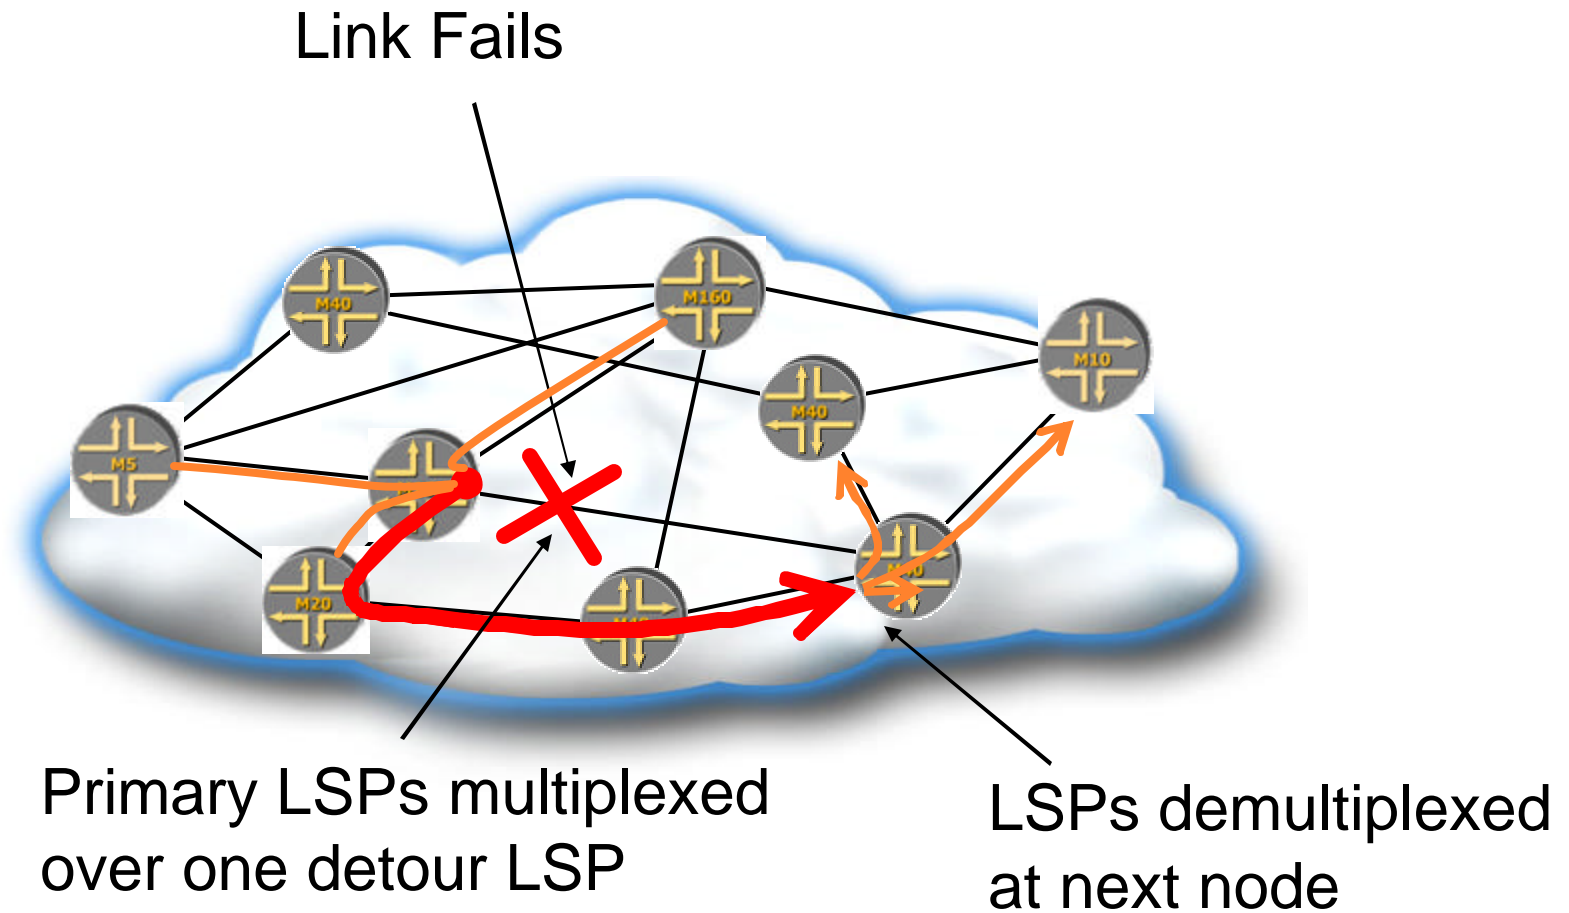 Link Fails
M40
M160
M10
M40
M5
M20
M40
Primary LSPs multiplexed
over one detour LSP
LSPs demultiplexed
at next node